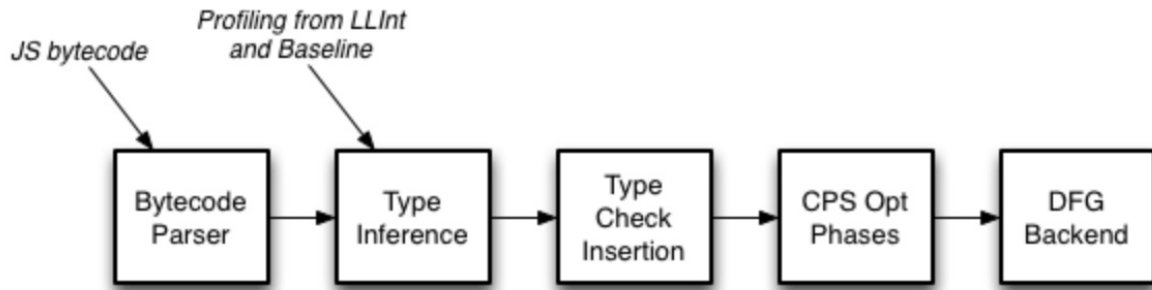 Profiling from LLInt
and Baseline
JS bytecode
Bytecode
Parser
Type
Inference
Type
Check
Insertion
CPS Opt
Phases
DFG
Backend